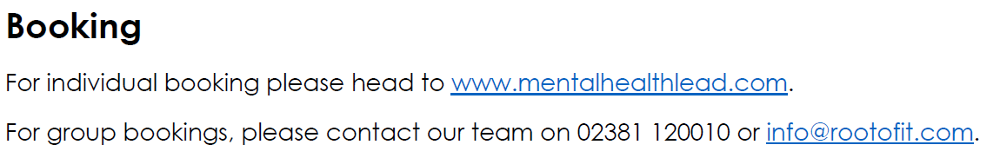 Booking
For individual booking please head to www.mentalhealthlead.com.
For group bookings, please contact our team on 02381 120010 or info@rootofit.com.